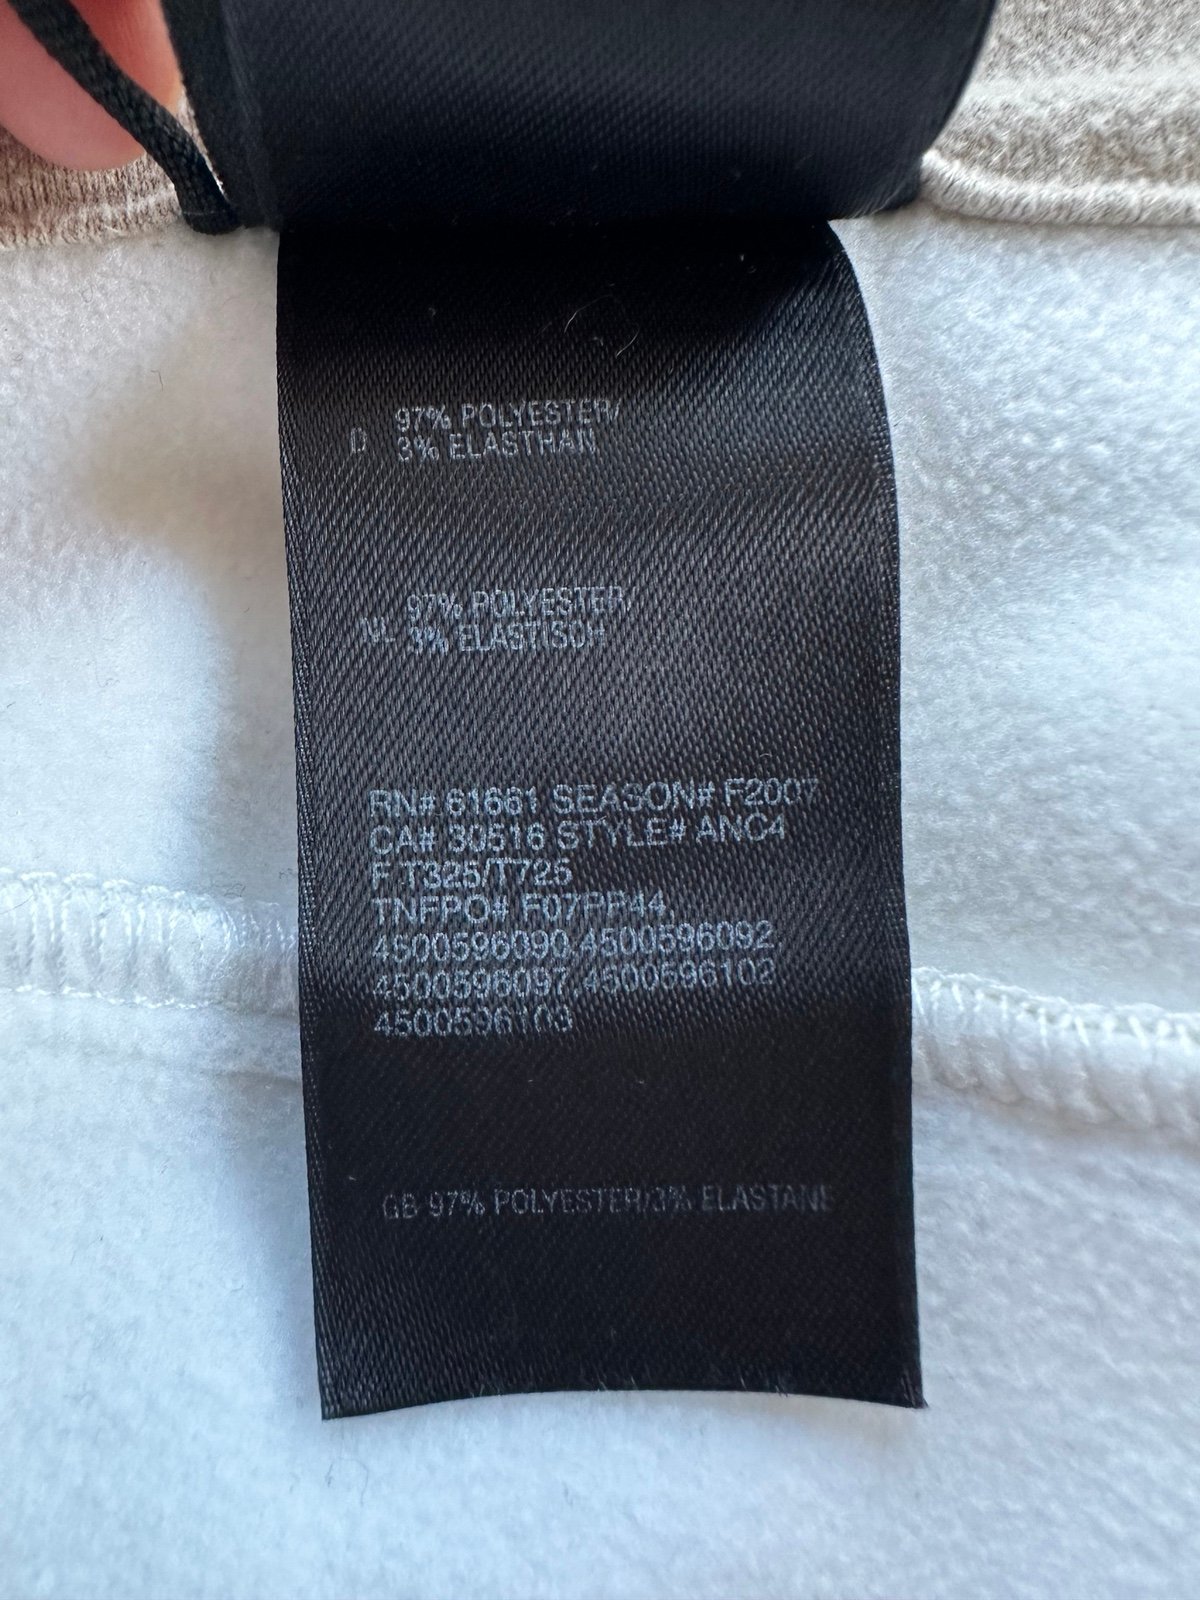 D 97% POLYESTER/
3% ELASTHAN
NL 97% POLYESTER/
3% ELASTISCH
RN# 61661 SEASON# F2007
CA# 30516 STYLE# ANC4
F T325/T725
TNFPO# F07PP44,
4500596090,4500596092,
4500596097,4500596102
4500596103
GB 97% POLYESTER/3% ELASTANE